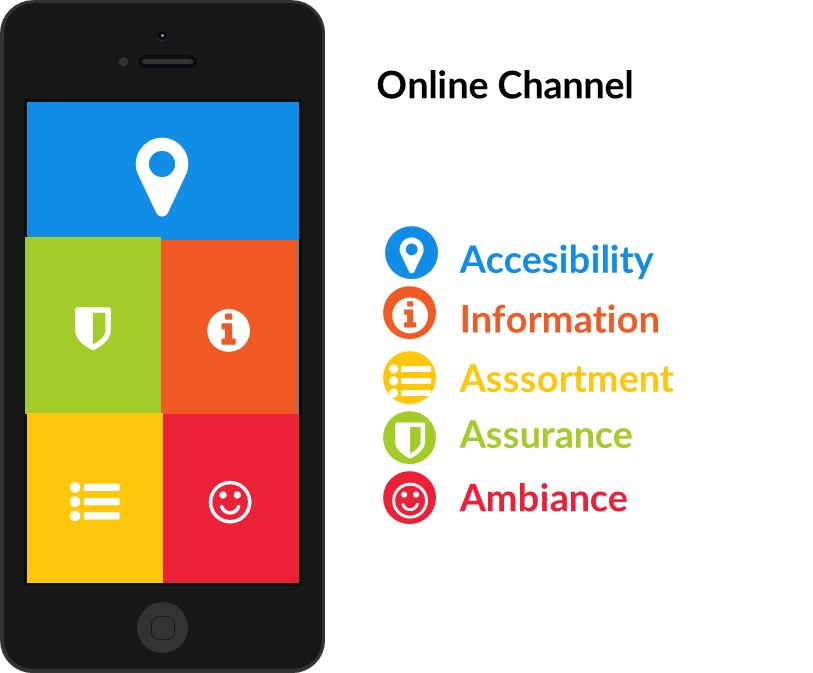 Online Channel
Accesibility
Information
Asssortment
Assurance
Ambiance